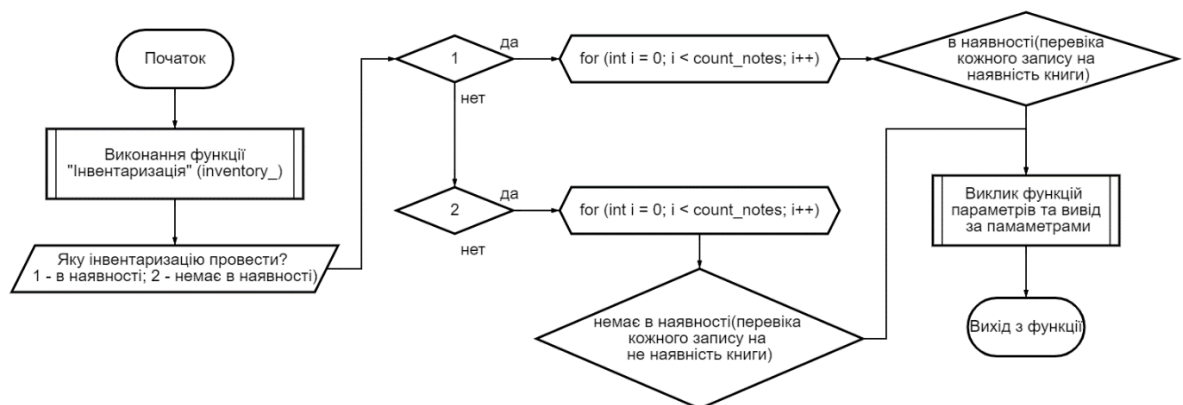 Початок
Виконання функції
"Інвентаризація" (inventory_)
Яку інвентаризацію провести?
1 - в наявності; 2 - немає в наявності)
1
да
нет
for (int i = 0; i < count_notes; i++)
в наявності(перевіка
кожного запису на
наявність книги)
2
да
нет
for (int i = 0; i < count_notes; i++)
немає в наявності(перевіка
кожного запису на
не наявність книги)
Виклик функцій
параметрів та вивід
за памаметрами
Вихід з функції